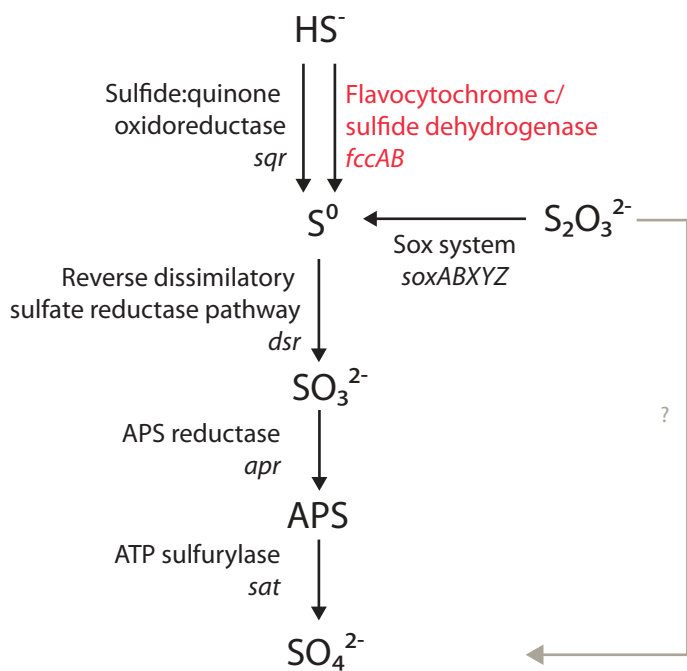 HS⁻
Sulfide:quinone
oxidoreductase
sqr
Flavocytochrome c/
sulfide dehydrogenase
fccAB
S⁰
S₂O₃²⁻
Sox system
soxABXYZ
Reverse dissimilatory
sulfate reductase pathway
dsr
SO₃²⁻
?
APS reductase
apr
APS
ATP sulfurylase
sat
SO₄²⁻